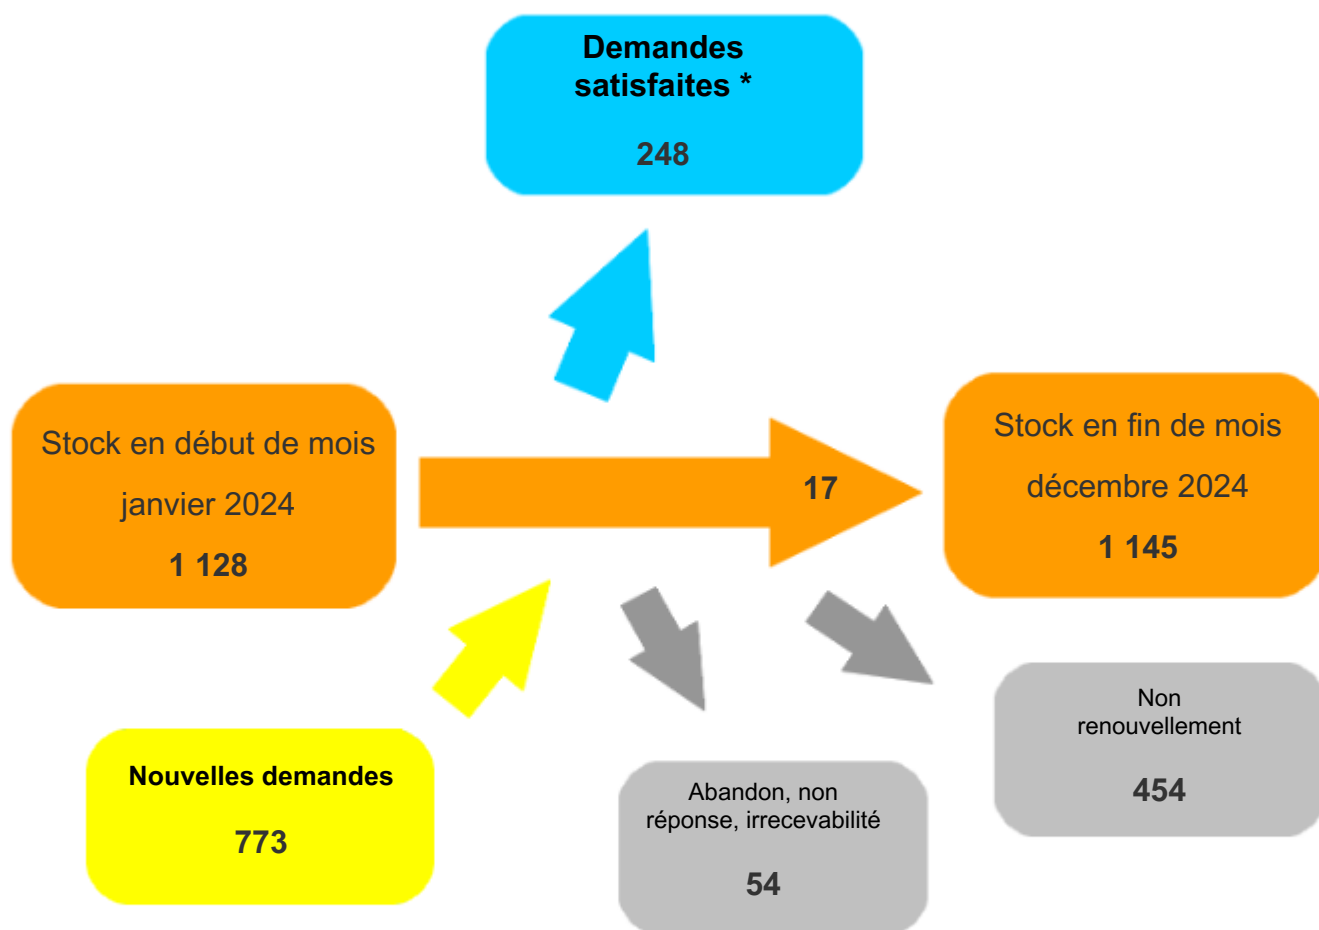 Demandes
satisfaites *
248
Stock en début de mois
janvier 2024
1 128
17
Stock en fin de mois
décembre 2024
1 145
Nouvelles demandes
773
Abandon, non
réponse, irrecevabilité
54
Non
renouvellement
454